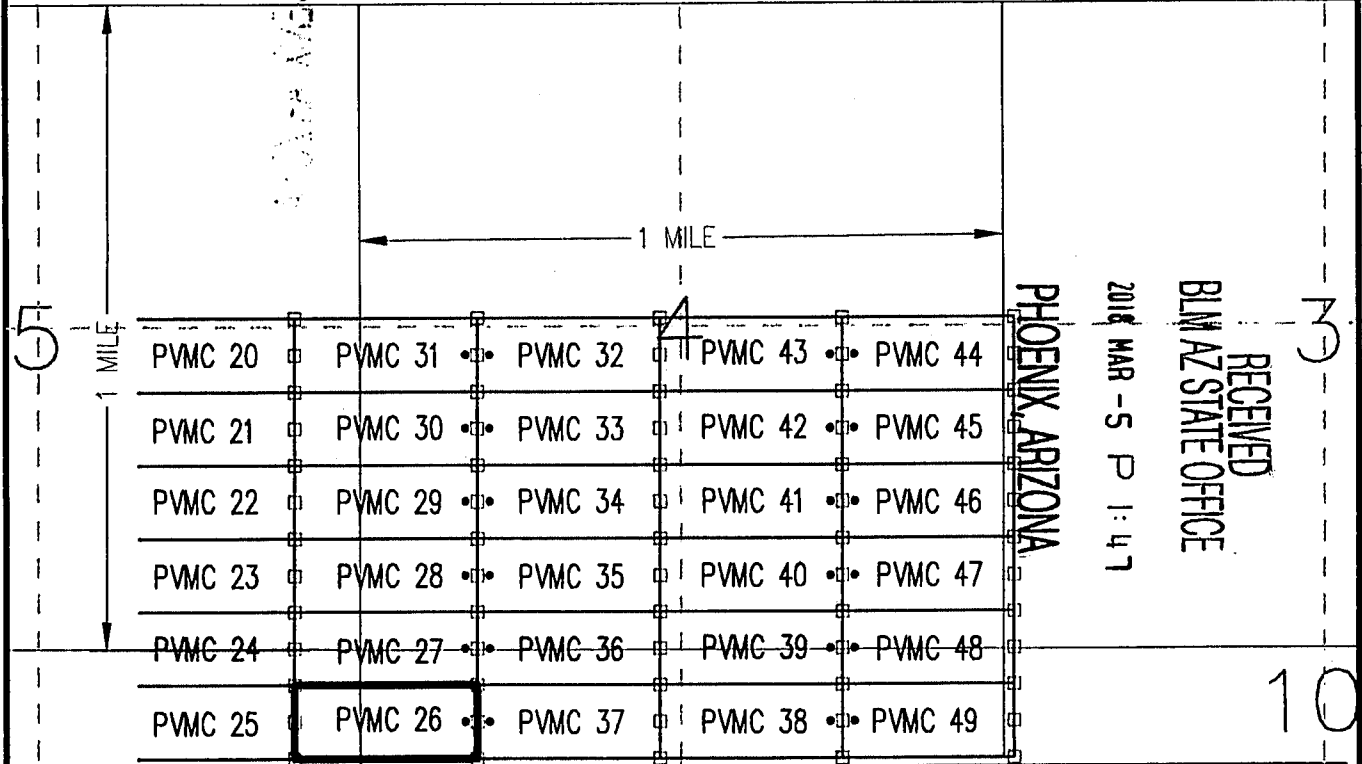 1 MILE
4
5
1 MILE
3
PVMC 20 PVMC 31 PVMC 32 PVMC 43 PVMC 44
PVMC 21 PVMC 30 PVMC 33 PVMC 42 PVMC 45
PVMC 22 PVMC 29 PVMC 34 PVMC 41 PVMC 46
PVMC 23 PVMC 28 PVMC 35 PVMC 40 PVMC 47
PVMC 24 PVMC 27 PVMC 36 PVMC 39 PVMC 48
PVMC 25 PVMC 26 PVMC 37 PVMC 38 PVMC 49
10
RECEIVED
BLM AZ STATE OFFICE
2018 MAR -5 P 1:47
PHOENIX, ARIZONA